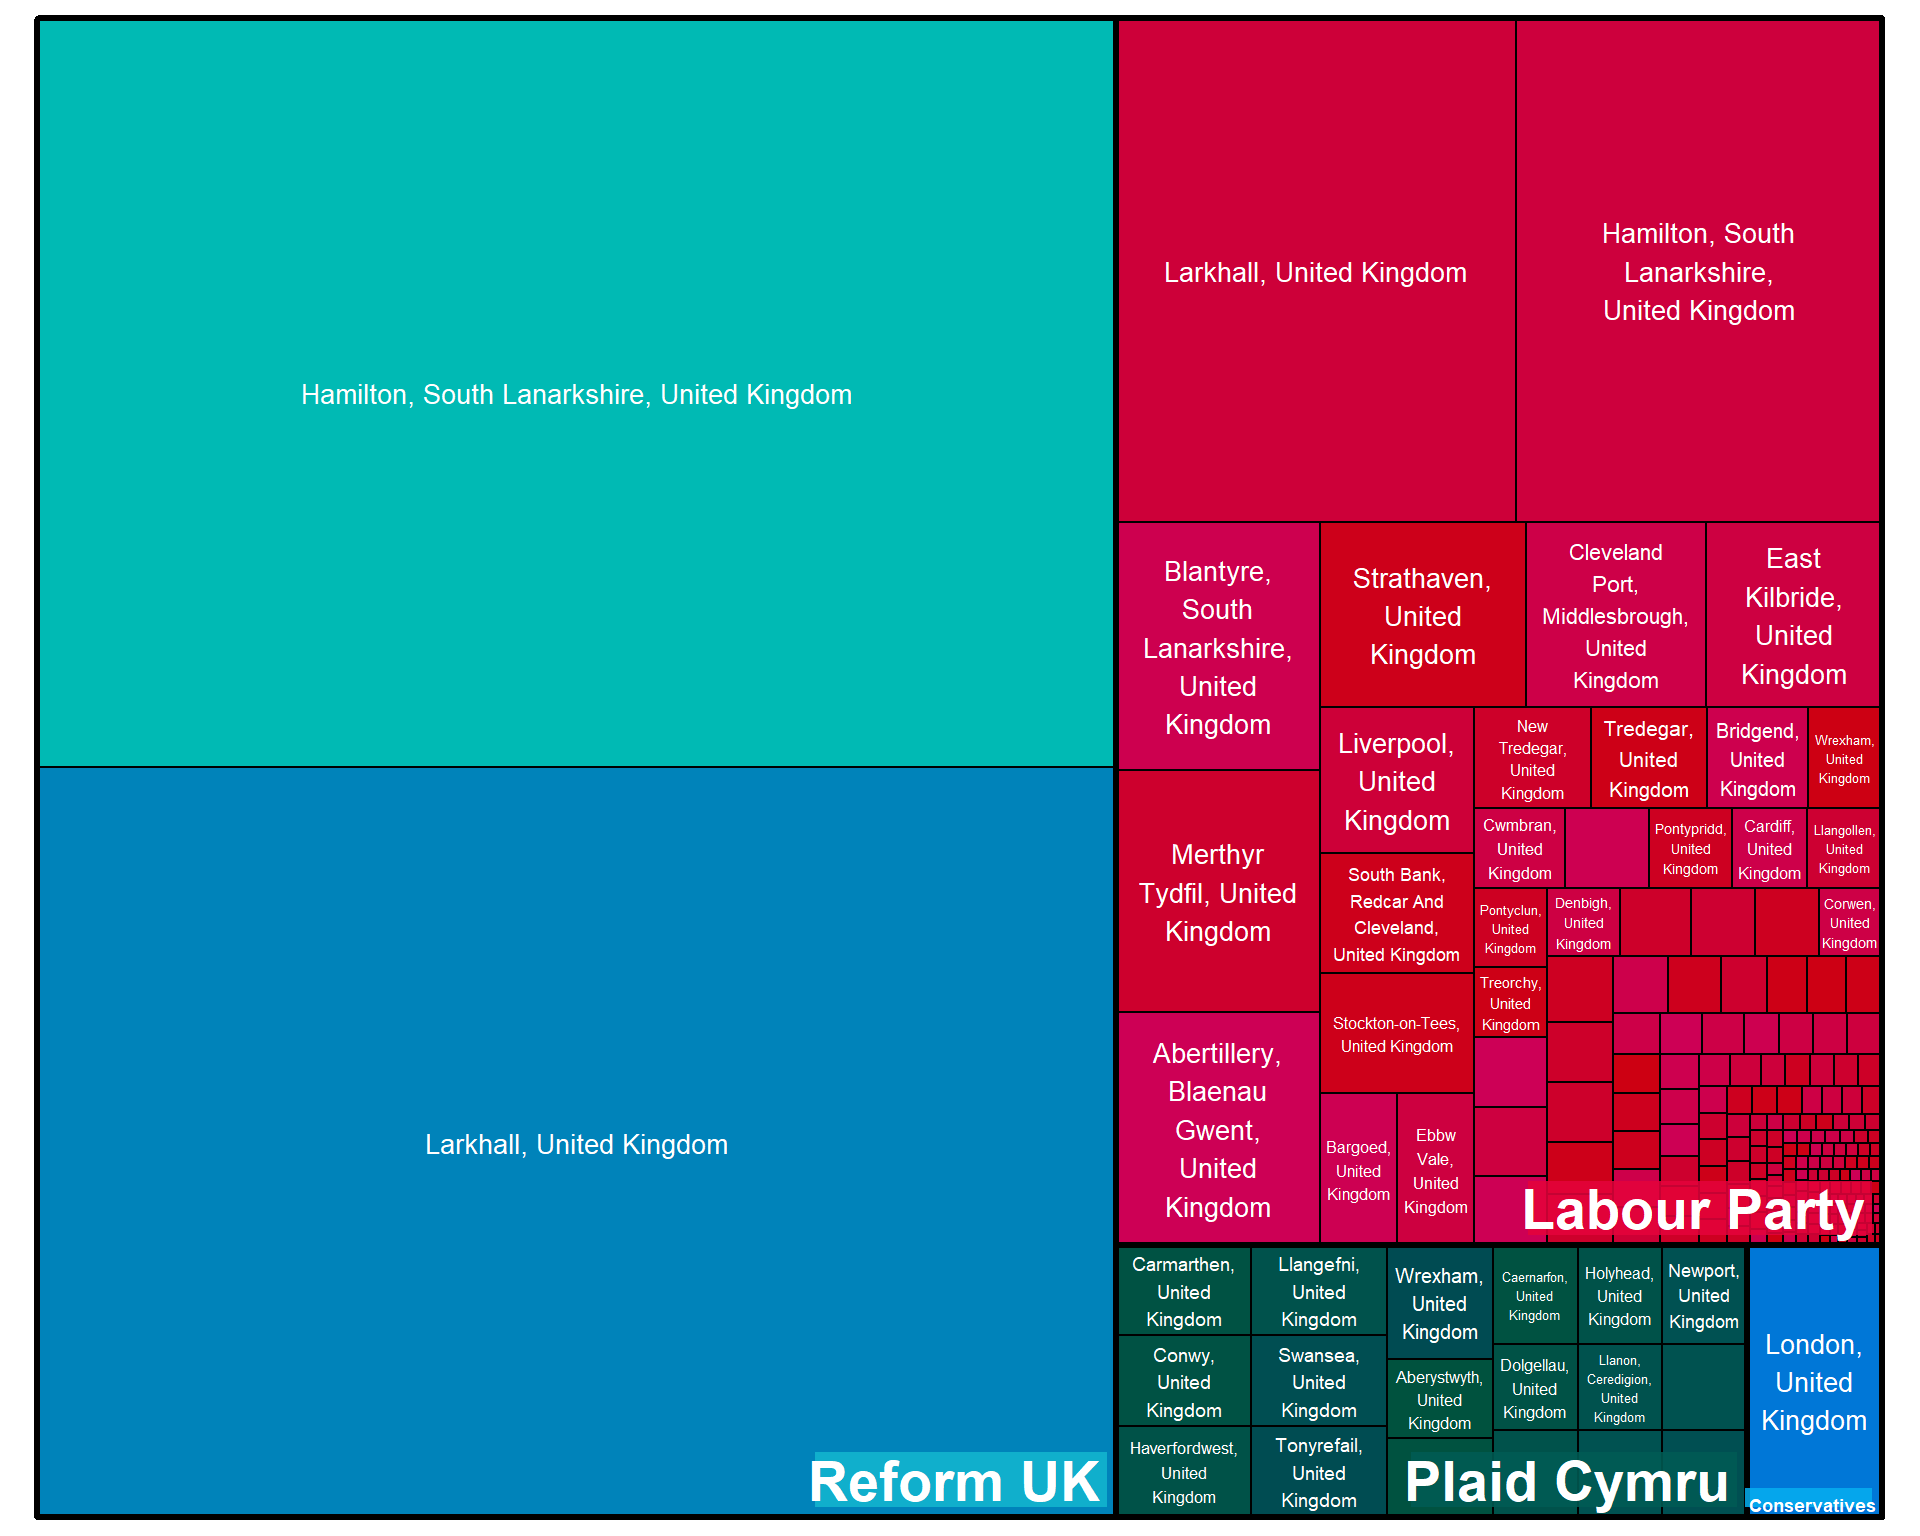 Hamilton, South Lanarkshire, United Kingdom
Larkhall, United Kingdom
Reform UK
Larkhall, United Kingdom
Hamilton, South
Lanarkshire,
United Kingdom
Blantyre,
South
Lanarkshire,
United
Kingdom
Strathaven,
United
Kingdom
Cleveland
Port,
Middlesbrough,
United
Kingdom
East
Kilbride,
United
Kingdom
Merthyr
Tydfil, United
Kingdom
Abertillery,
Blaenau
Gwent,
United
Kingdom
Liverpool,
United
Kingdom
South Bank,
Redcar And
Cleveland,
United Kingdom
Stockton-on-Tees,
United Kingdom
Bargoed,
United
Kingdom
Ebbw
Vale,
United
Kingdom
New
Tredegar,
United
Kingdom
Tredegar,
United
Kingdom
Bridgend,
United
Kingdom
Wrexham,
United
Kingdom
Cwmbran,
United
Kingdom
Pontypridd,
United
Kingdom
Cardiff,
United
Kingdom
Llangollen,
United
Kingdom
Pontyclun,
United
Kingdom
Denbigh,
United
Kingdom
Corwen,
United
Kingdom
Treorchy,
United
Kingdom
Labour Party
Carmarthen,
United
Kingdom
Llangefni,
United
Kingdom
Wrexham,
United
Kingdom
Caernarfon,
United
Kingdom
Holyhead,
United
Kingdom
Newport,
United
Kingdom
Conwy,
United
Kingdom
Swansea,
United
Kingdom
Aberystwyth,
United
Kingdom
Dolgellau,
United
Kingdom
Llanon,
Ceredigion,
United
Kingdom
Haverfordwest,
United
Kingdom
Tonyrefail,
United
Kingdom
Plaid Cymru
London,
United
Kingdom
Conservatives